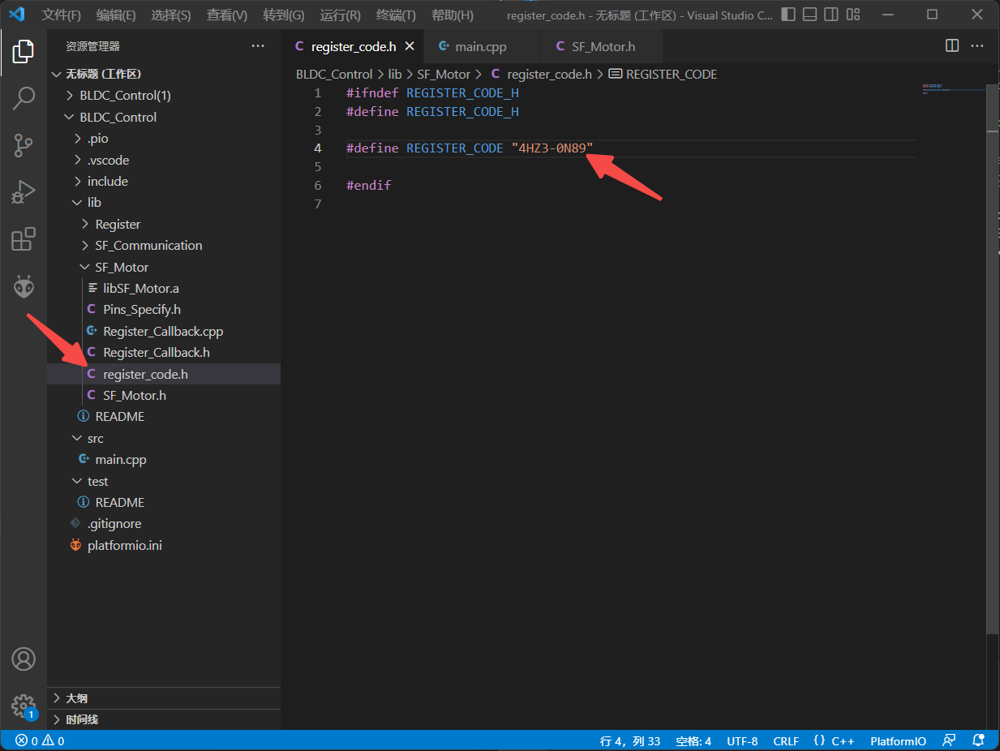 文件(F) 编辑(E) 选择(S) 查看(V) 转到(G) 运行(R) 终端(T) 帮助(H) register_code.h - 无标题 (工作区) - Visual Studio C...
资源管理器 ···
无标题 (工作区)
BLDC_Control(1)
BLDC_Control
.pio
.vscode
include
lib
Register
SF_Communication
SF_Motor
libSF_Motor.a
Pins_Specify.h
Register_Callback.cpp
Register_Callback.h
register_code.h
SF_Motor.h
README
src
main.cpp
test
README
.gitignore
platformio.ini
大纲
时间线
1
register_code.h main.cpp SF_Motor.h
BLDC_Control > lib > SF_Motor > register_code.h > REGISTER_CODE
1 #ifndef REGISTER_CODE_H
2 #define REGISTER_CODE_H
3
4 #define REGISTER_CODE "4HZ3-0N89"
5
6 #endif
7
0 0 行 4，列 33 空格: 4 UTF-8 CRLF {} C++ PlatformIO